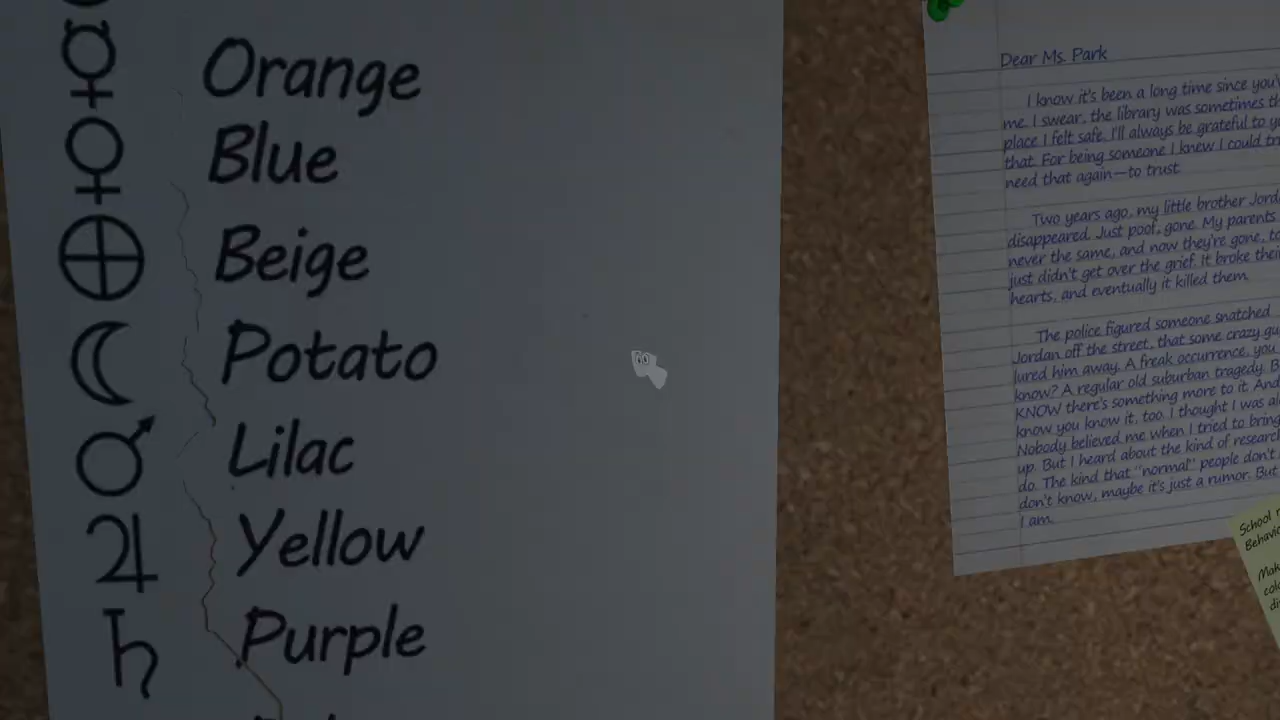 Orange
Blue
Beige
Potato
Lilac
Yellow
Purple
Dear Ms. Park
I know it's been a long time since you'v
me. I swear, the library was sometimes th
place I felt safe. I'll always be grateful to y
that. For being someone I knew I could tr
need that again—to trust
Two years ago, my little brother Jord
disappeared. Just poof, gone. My parents
never the same, and now they're gone, to
just didn't get over the grief. It broke their
hearts, and eventually it killed them.
The police figured someone snatched
Jordan off the street, that some crazy gu
lured him away. A freak occurrence, you
know? A regular old suburban tragedy. B
KNOW there's something more to it. And
know you know it, too. I thought I was al
Nobody believed me when I tried to bring
up. But I heard about the kind of research
do. The kind that "normal" people don't
don't know, maybe it's just a rumor. But
I am.
School r
Behavio
Mak
colo
di